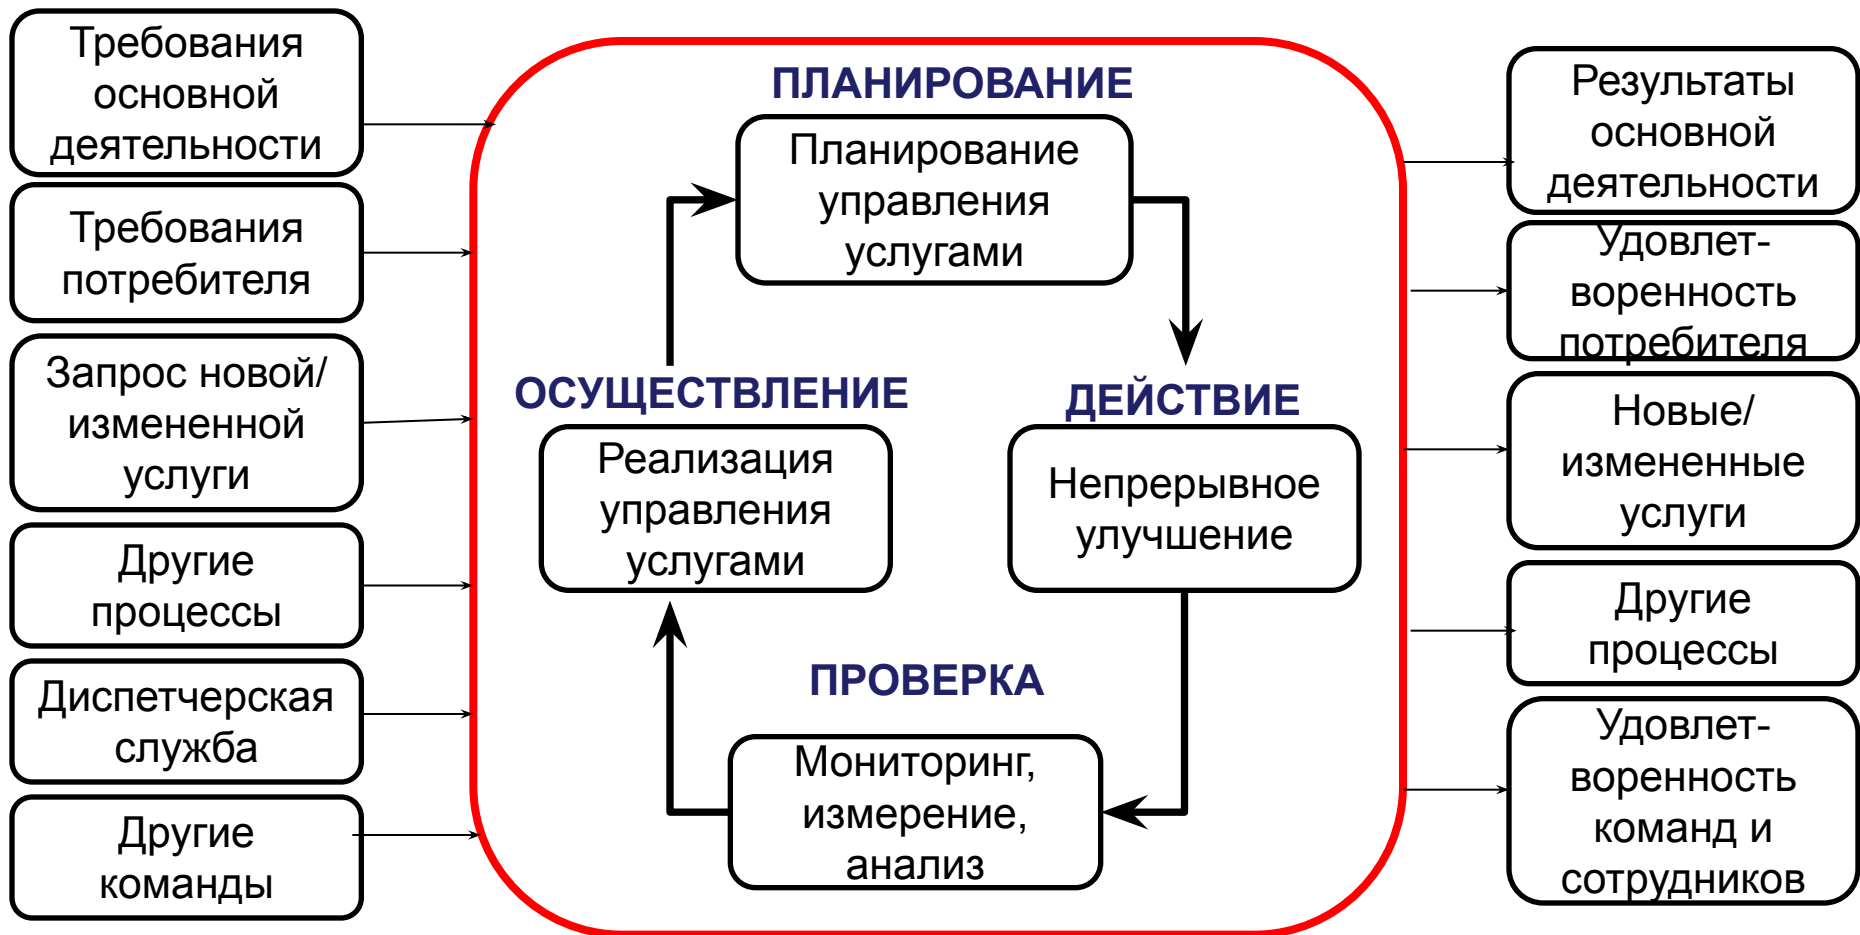 Требования
основной
деятельности
Требования
потребителя
Запрос новой/
измененной
услуги
Другие
процессы
Диспетчерская
служба
Другие
команды
ПЛАНИРОВАНИЕ
Планирование
управления
услугами
ОСУЩЕСТВЛЕНИЕ
Реализация
управления
услугами
ДЕЙСТВИЕ
Непрерывное
улучшение
ПРОВЕРКА
Мониторинг,
измерение,
анализ
Результаты
основной
деятельности
Удовлет-
воренность
потребителя
Новые/
измененные
услуги
Другие
процессы
Удовлет-
воренность
команд и
сотрудников